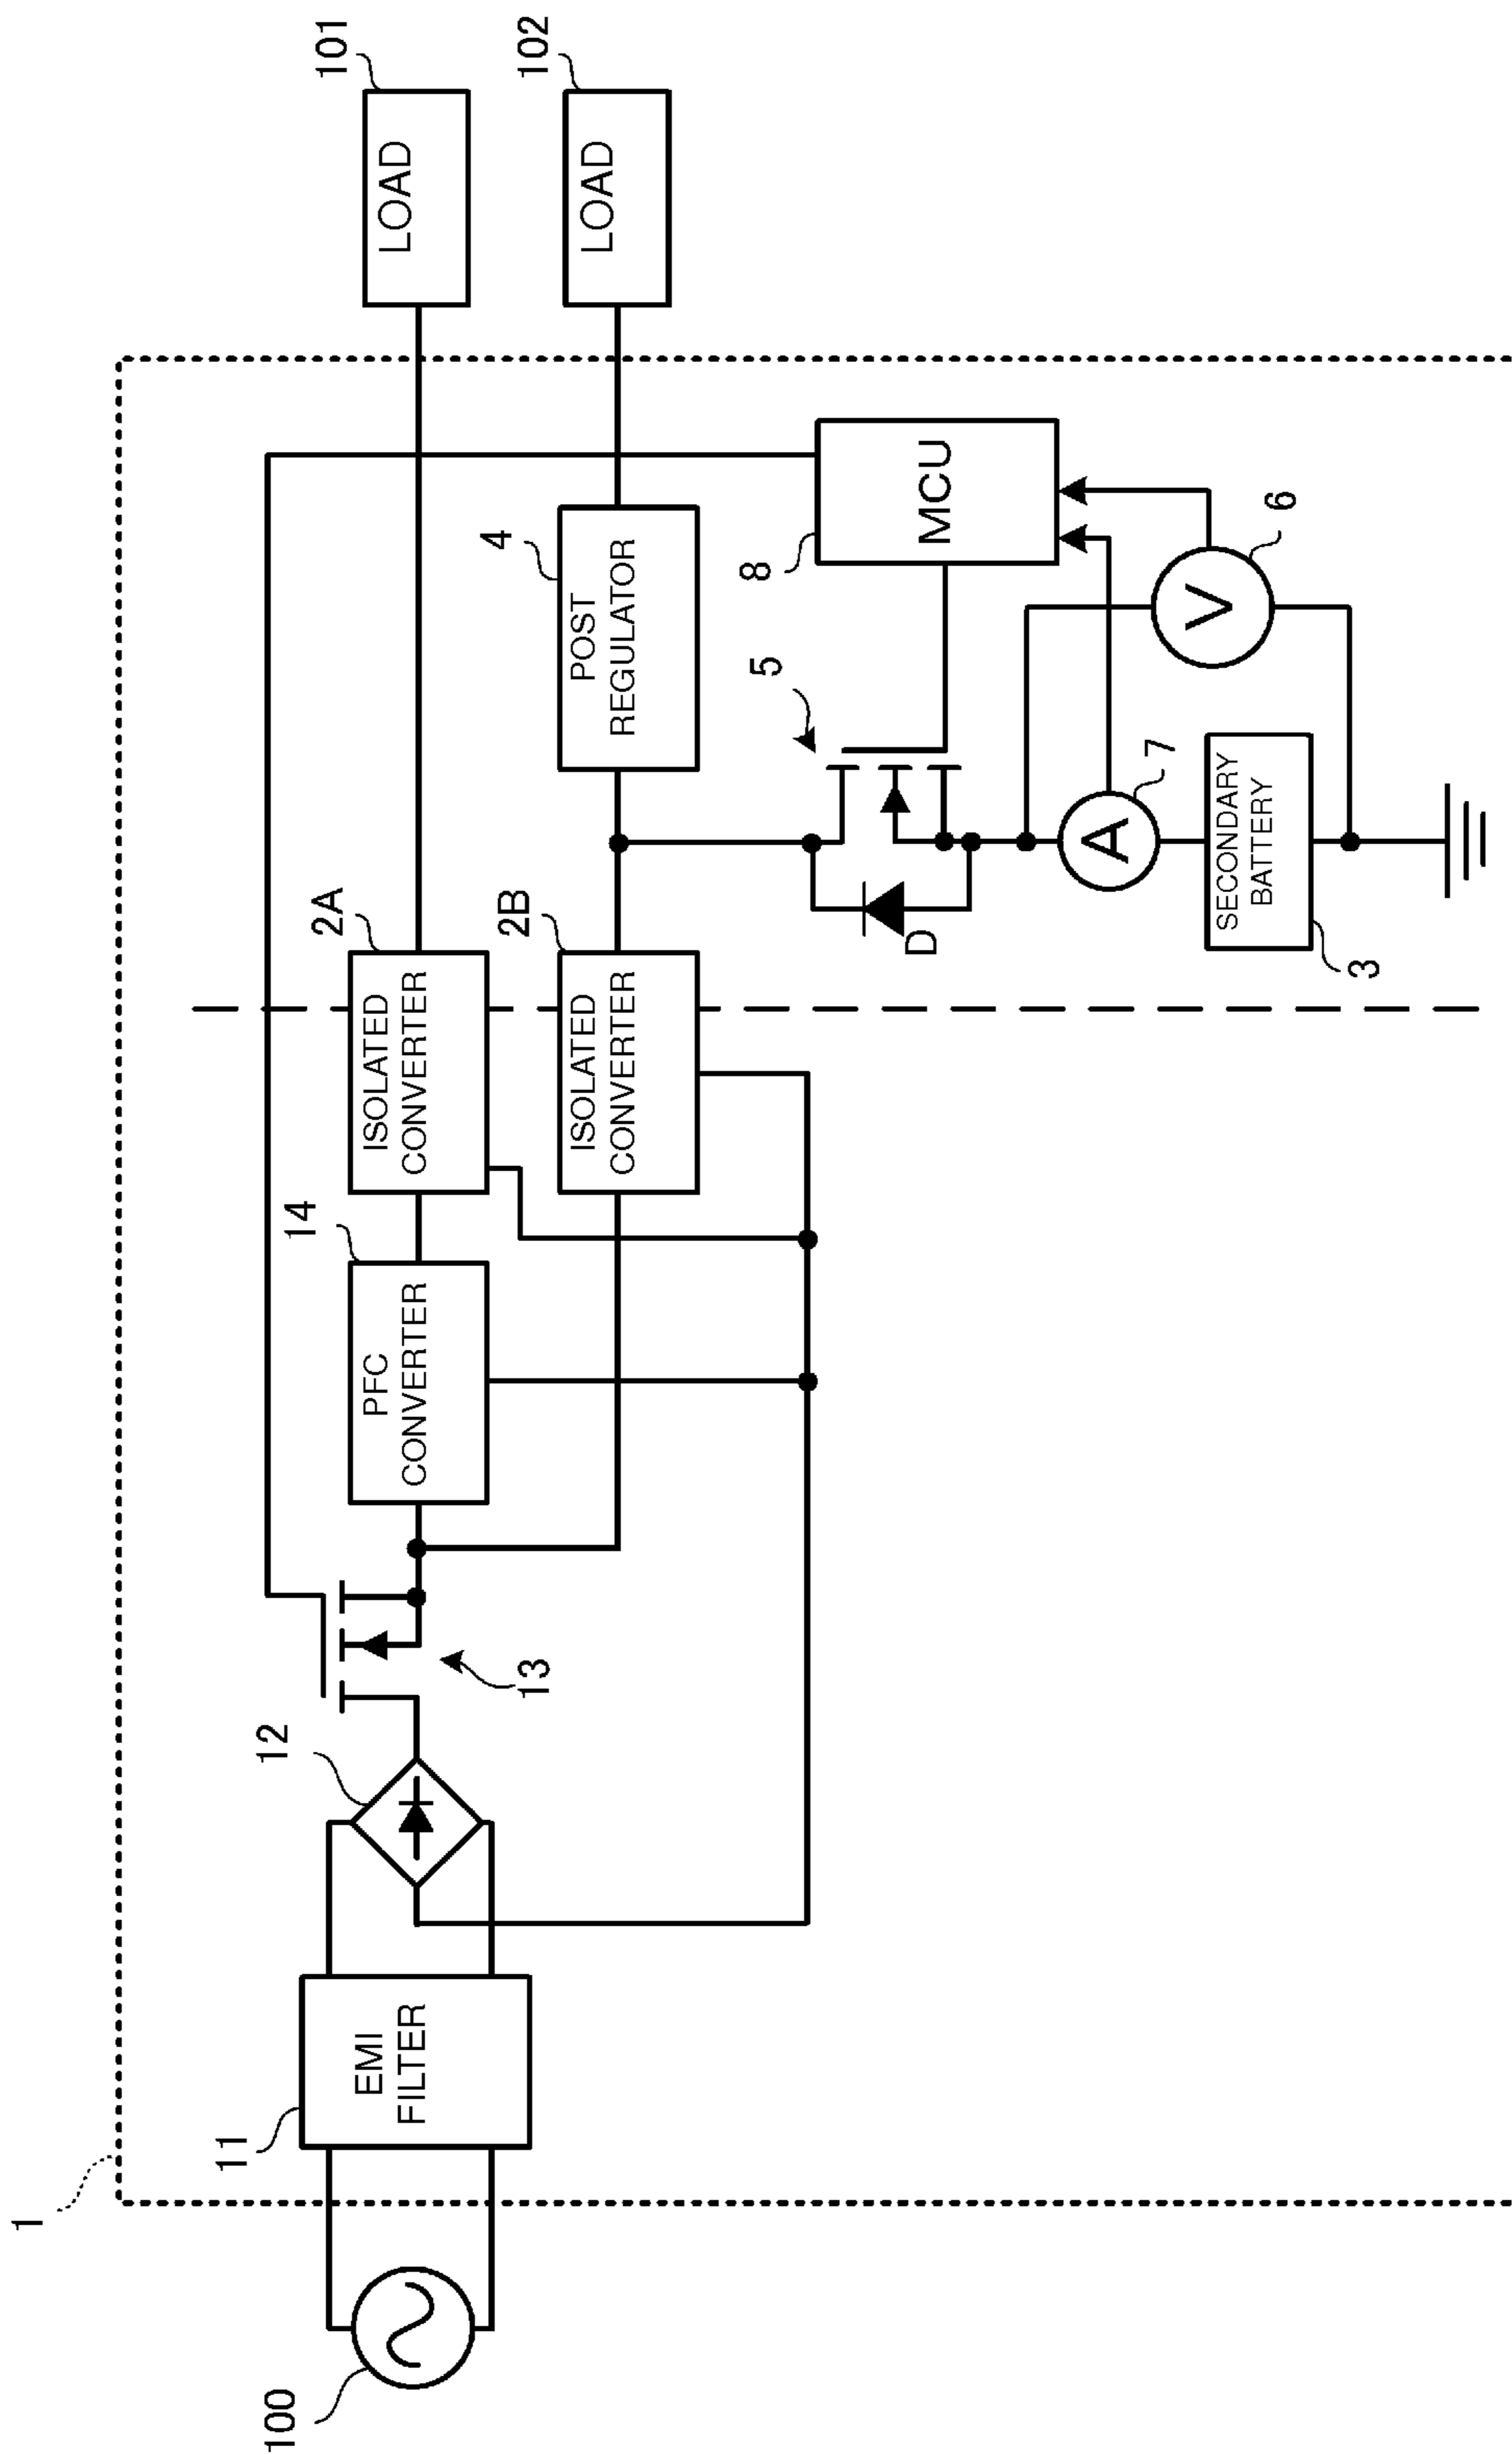 1
100
11
EMI
FILTER
12
13
14
PFC
CONVERTER
2A
ISOLATED
CONVERTER
2B
ISOLATED
CONVERTER
101
LOAD
102
LOAD
4
POST
REGULATOR
5
D
8
MCU
A
7
V
6
SECONDARY
BATTERY
3